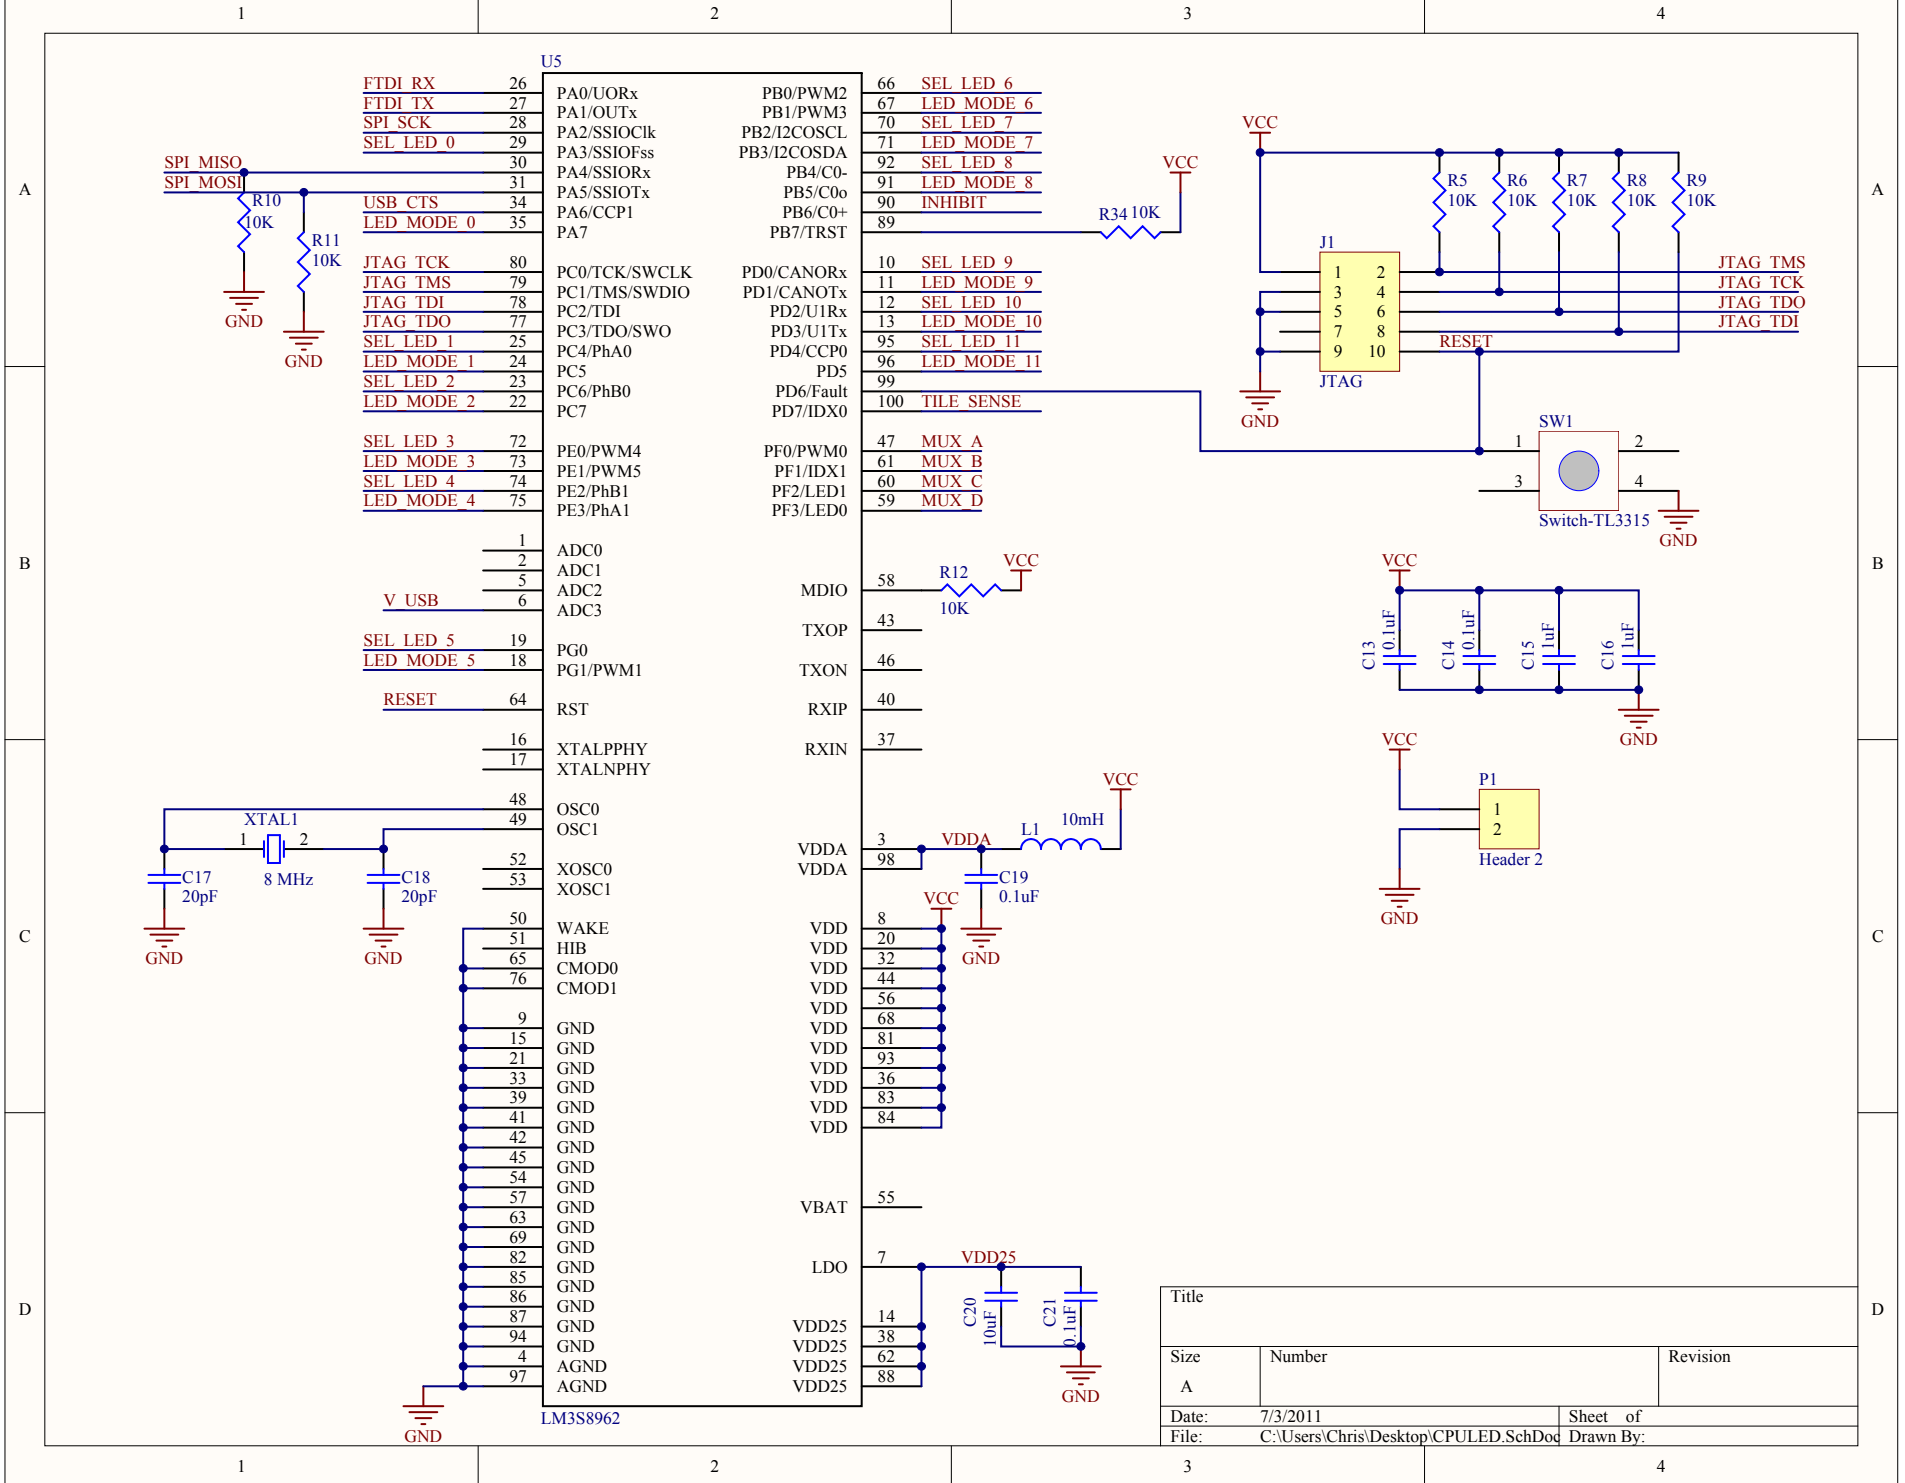 1 2 3 4
A B C D
A B C D
1 2 3 4
U5
FTDI_RX 26 PA0/UORx
FTDI_TX 27 PA1/OUTx
SPI_SCK 28 PA2/SSIOClk
SEL_LED_0 29 PA3/SSIOFss
SPI_MISO 30 PA4/SSIORx
SPI_MOSI 31 PA5/SSIOTx
USB_CTS 34 PA6/CCP1
LED_MODE_0 35 PA7
R10
10K
GND
R11
10K
GND
JTAG_TCK 80 PC0/TCK/SWCLK
JTAG_TMS 79 PC1/TMS/SWDIO
JTAG_TDI 78 PC2/TDI
JTAG_TDO 77 PC3/TDO/SWO
SEL_LED_1 25 PC4/PhA0
LED_MODE_1 24 PC5
SEL_LED_2 23 PC6/PhB0
LED_MODE_2 22 PC7
SEL_LED_3 72 PE0/PWM4
LED_MODE_3 73 PE1/PWM5
SEL_LED_4 74 PE2/PhB1
LED_MODE_4 75 PE3/PhA1
1 ADC0
2 ADC1
5 ADC2
V_USB 6 ADC3
SEL_LED_5 19 PG0
LED_MODE_5 18 PG1/PWM1
RESET 64 RST
16 XTALPPHY
17 XTALNPHY
48 OSC0
49 OSC1
XTAL1
1 2
8 MHz
C17
20pF
GND
C18
20pF
GND
52 XOSC0
53 XOSC1
50 WAKE
51 HIB
65 CMOD0
76 CMOD1
9 GND
15 GND
21 GND
33 GND
39 GND
41 GND
42 GND
45 GND
54 GND
57 GND
63 GND
69 GND
82 GND
85 GND
86 GND
87 GND
94 GND
4 AGND
97 AGND
GND
LM3S8962
PB0/PWM2 66 SEL_LED_6
PB1/PWM3 67 LED_MODE_6
PB2/I2COSCL 70 SEL_LED_7
PB3/I2COSDA 71 LED_MODE_7
PB4/C0- 92 SEL_LED_8
PB5/C0o 91 LED_MODE_8
PB6/C0+ 90 INHIBIT
PB7/TRST 89
R34 10K
VCC
PD0/CANORx 10 SEL_LED_9
PD1/CANOTx 11 LED_MODE_9
PD2/U1Rx 12 SEL_LED_10
PD3/U1Tx 13 LED_MODE_10
PD4/CCP0 95 SEL_LED_11
PD5 96 LED_MODE_11
PD6/Fault 99
PD7/IDX0 100 TILE_SENSE
PF0/PWM0 47 MUX_A
PF1/IDX1 61 MUX_B
PF2/LED1 60 MUX_C
PF3/LED0 59 MUX_D
MDIO 58
R12
10K
VCC
TXOP 43
TXON 46
RXIP 40
RXIN 37
VDDA 3
VDDA 98
VDDA
L1 10mH
VCC
C19
0.1uF
GND
VCC
VDD 8
VDD 20
VDD 32
VDD 44
VDD 56
VDD 68
VDD 81
VDD 93
VDD 36
VDD 83
VDD 84
VBAT 55
LDO 7
VDD25
VDD25 14
VDD25 38
VDD25 62
VDD25 88
C20
10uF
C21
0.1uF
GND
VCC
R5
10K
R6
10K
R7
10K
R8
10K
R9
10K
J1
1 2
3 4
5 6
7 8
9 10
JTAG
GND
JTAG_TMS
JTAG_TCK
JTAG_TDO
JTAG_TDI
RESET
SW1
1 2
3 4
Switch-TL3315
GND
VCC
C13
0.1uF
C14
0.1uF
C15
1uF
C16
1uF
GND
VCC
P1
1
2
Header 2
GND
Title
Size Number Revision
A
Date: 7/3/2011 Sheet of
File: C:\Users\Chris\Desktop\CPULED.SchDoc Drawn By: